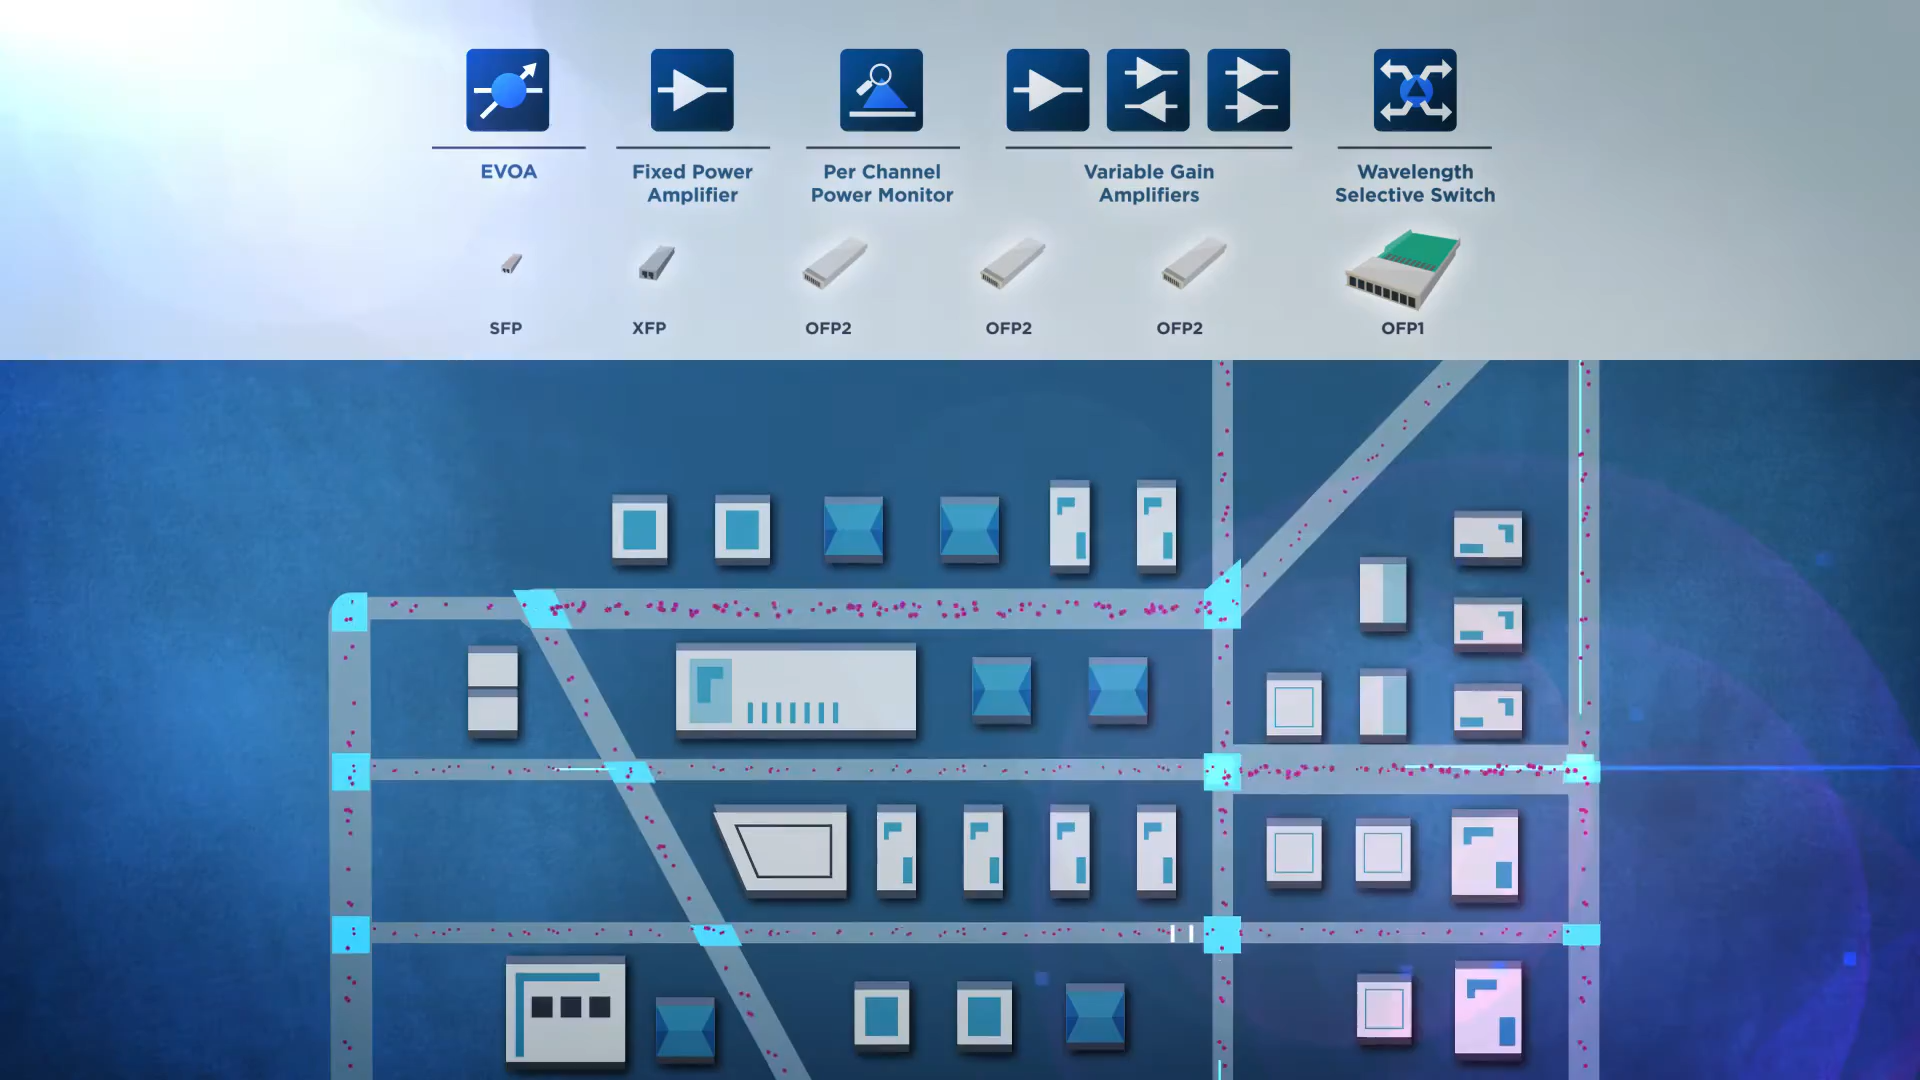 EVOA
Fixed Power
Amplifier
Per Channel
Power Monitor
Variable Gain
Amplifiers
Wavelength
Selective Switch
SFP
XFP
OFP2
OFP2
OFP2
OFP1